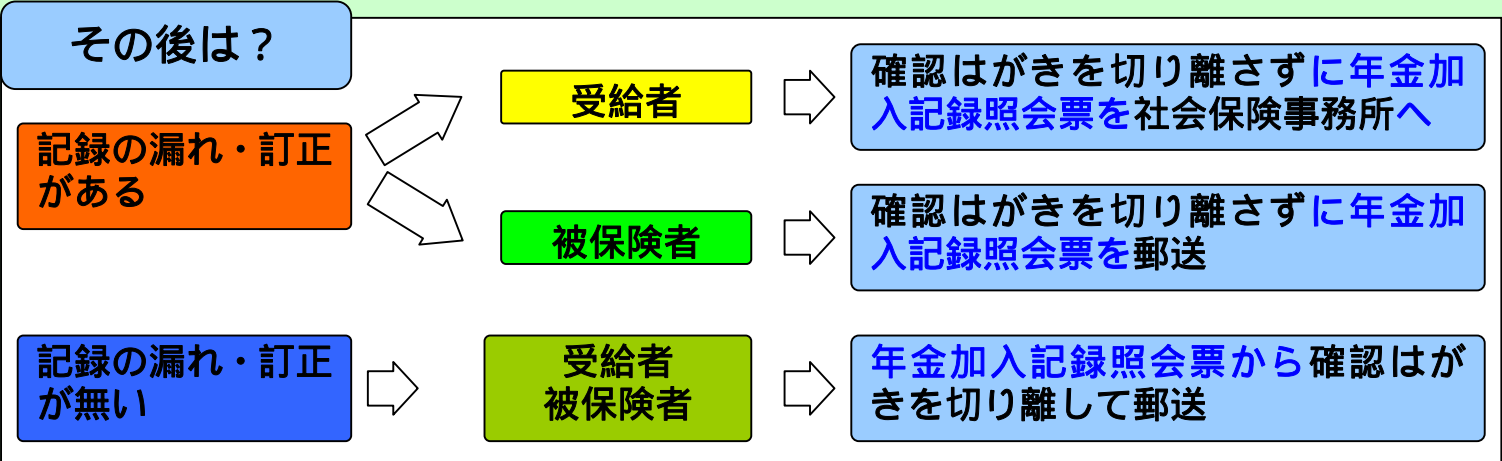 その後は?
記録の漏れ・訂正
がある
受給者
確認はがきを切り離さずに年金加
入記録照会票を社会保険事務所へ
被保険者
確認はがきを切り離さずに年金加
入記録照会票を郵送
記録の漏れ・訂正
が無い
受給者
被保険者
年金加入記録照会票から確認はが
きを切り離して郵送